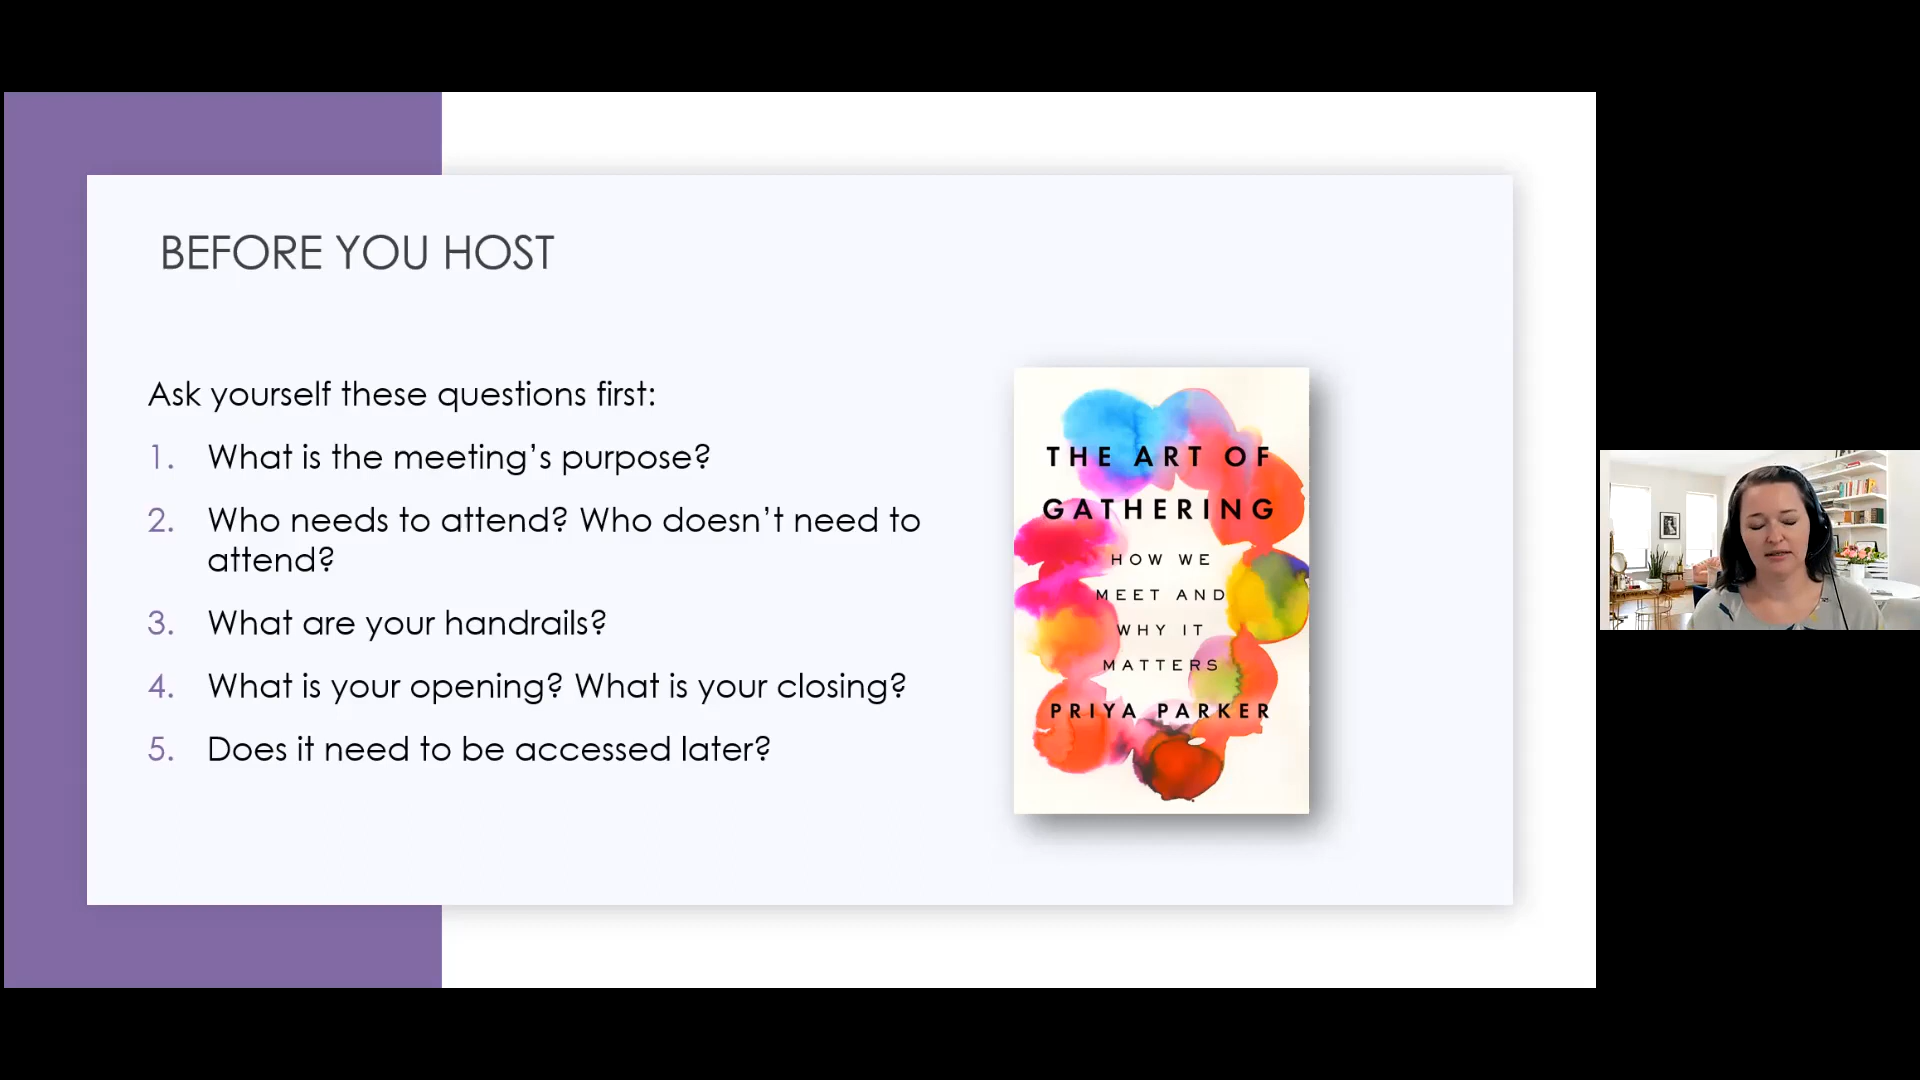 BEFORE YOU HOST
Ask yourself these questions first:
1. What is the meeting’s purpose?
2. Who needs to attend? Who doesn’t need to
attend?
3. What are your handrails?
4. What is your opening? What is your closing?
5. Does it need to be accessed later?
THE ART OF
GATHERING
HOW WE
MEET AND
WHY IT
MATTERS
PRIYA PARKER